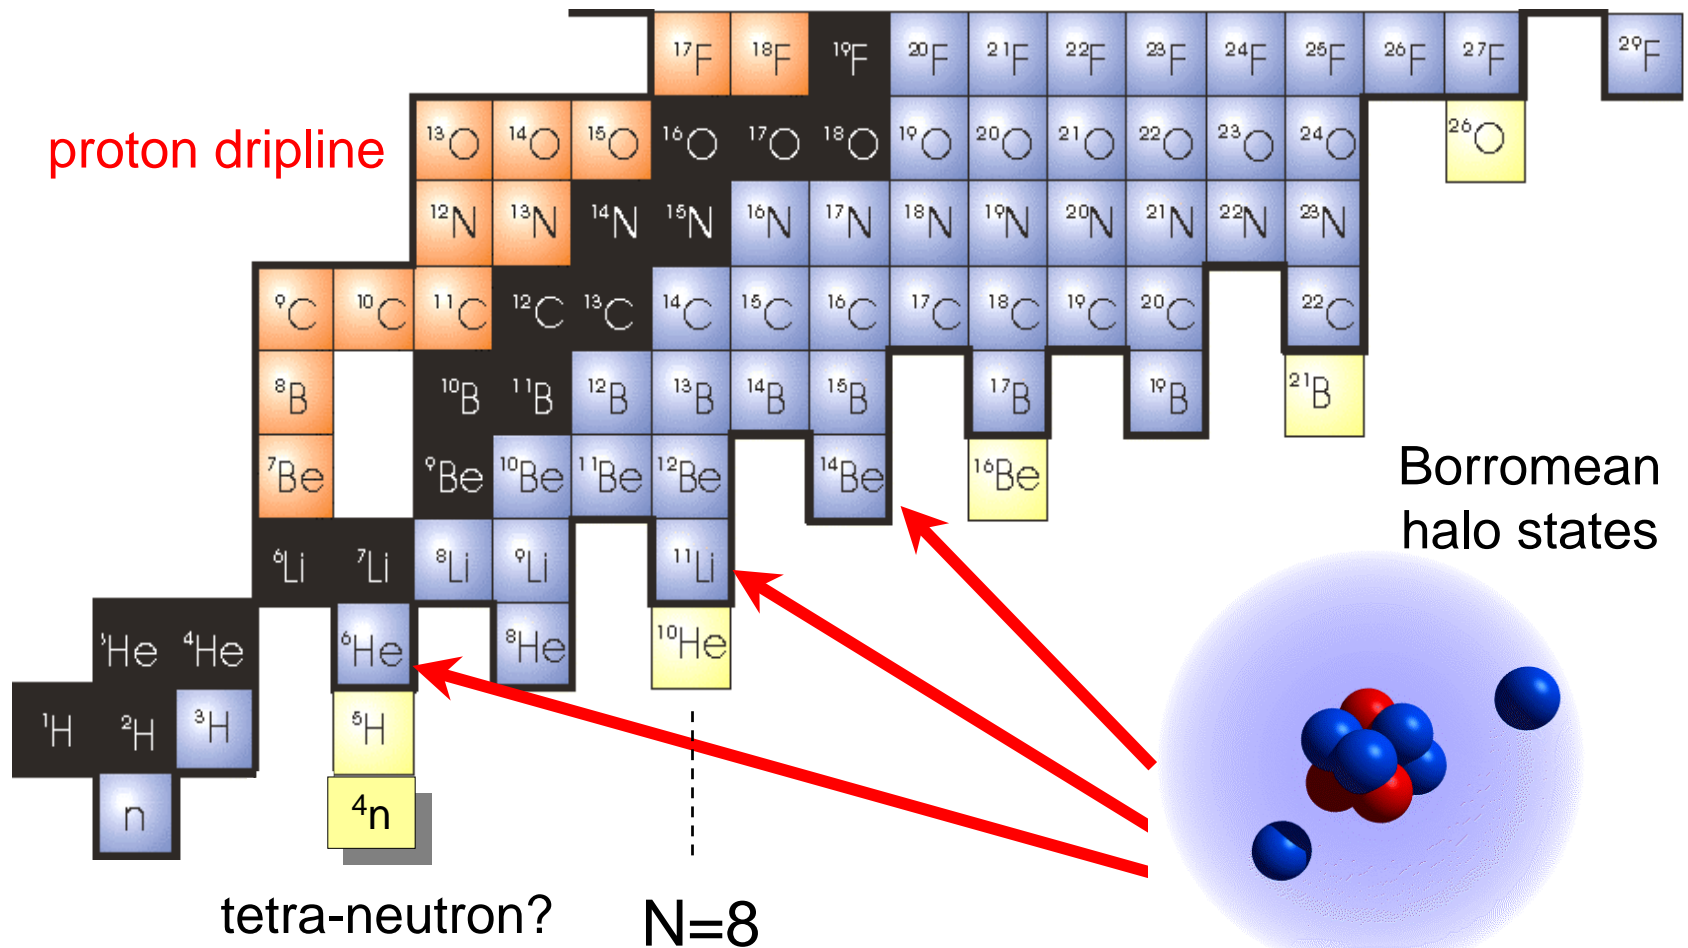 17F 18F 19F 20F 21F 22F 23F 24F 25F 26F 27F 29F
proton dripline
13O 14O 15O 16O 17O 18O 19O 20O 21O 22O 23O 24O 26O
12N 13N 14N 15N 16N 17N 18N 19N 20N 21N 22N 23N
9C 10C 11C 12C 13C 14C 15C 16C 17C 18C 19C 20C 22C
8B 10B 11B 12B 13B 14B 15B 17B 19B 21B
7Be 9Be 10Be 11Be 12Be 14Be 16Be
Borromean
halo states
6Li 7Li 8Li 9Li 11Li
3He 4He 6He 8He 10He
1H 2H 3H 5H
n 4n
tetra-neutron?
N=8